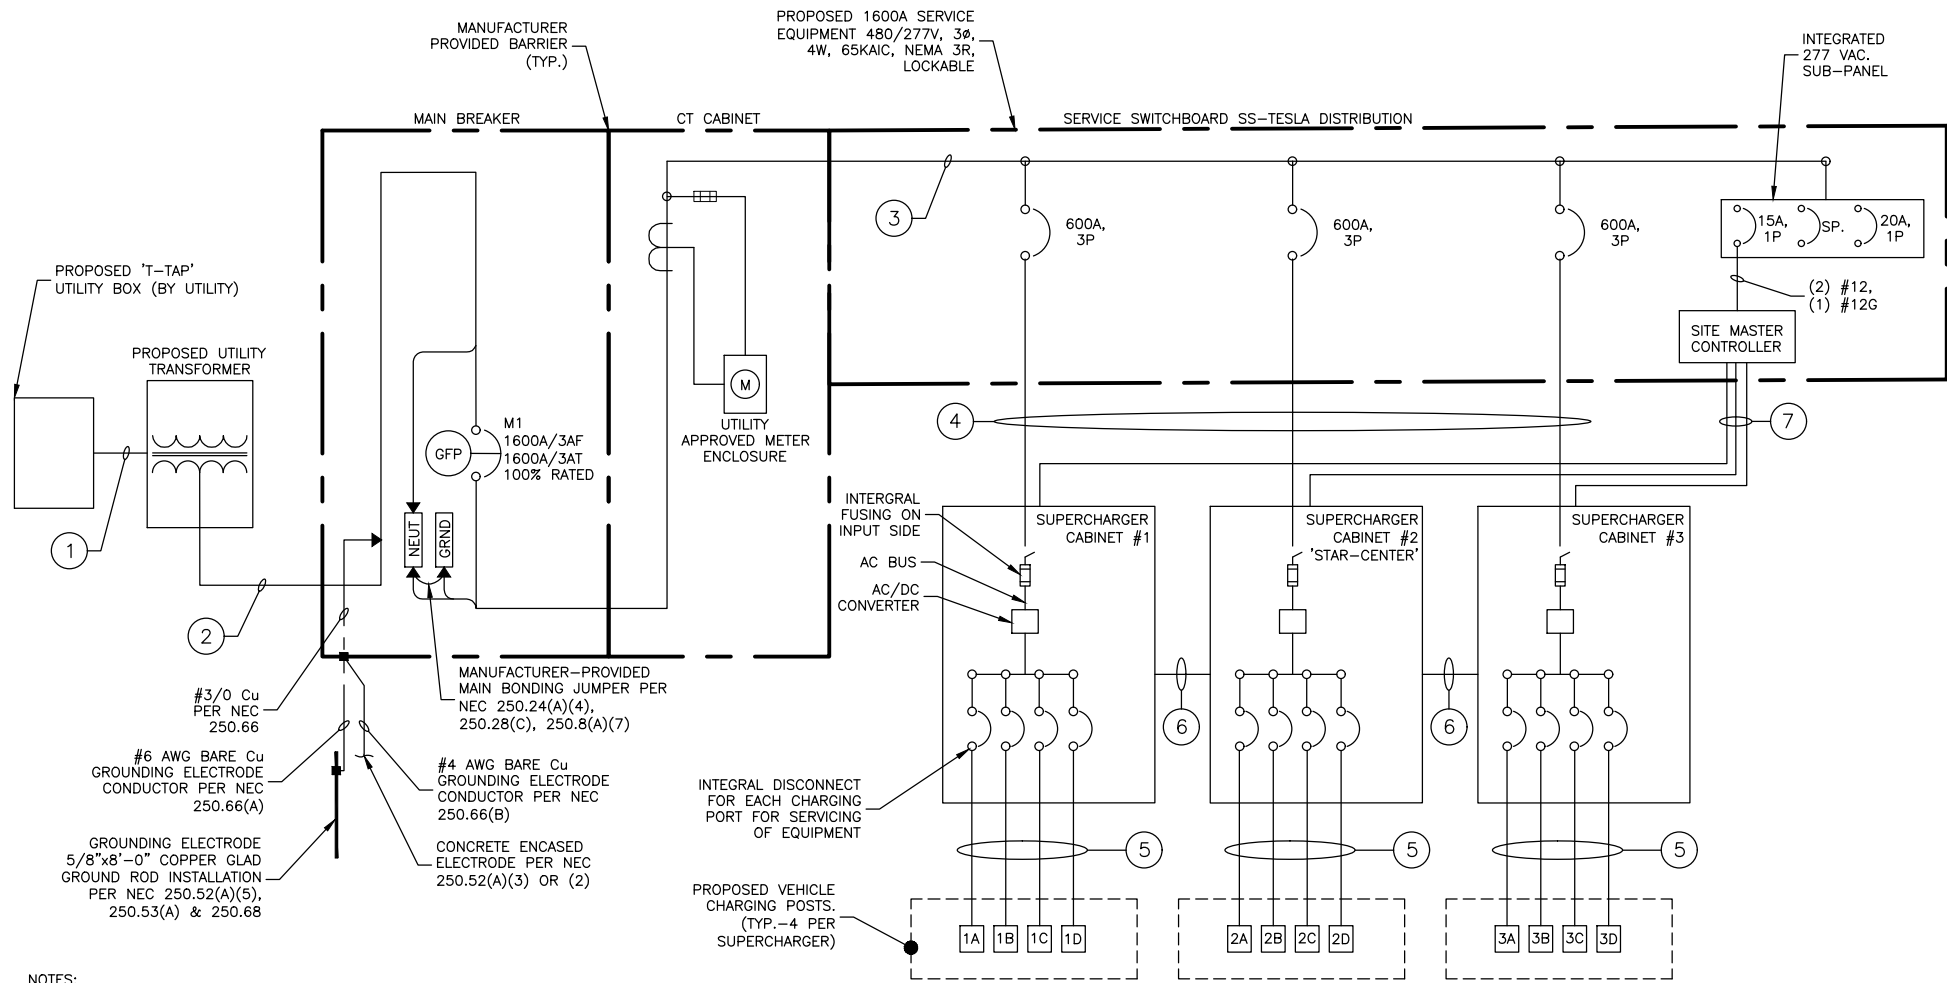 MANUFACTURER
PROVIDED BARRIER
(TYP.)
PROPOSED 1600A SERVICE
EQUIPMENT 480/277V, 3ø,
4W, 65KAIC, NEMA 3R,
LOCKABLE
INTEGRATED
277 VAC.
SUB-PANEL
MAIN BREAKER
CT CABINET
SERVICE SWITCHBOARD SS-TESLA DISTRIBUTION
3
600A,
3P
600A,
3P
600A,
3P
15A,
1P
SP.
20A,
1P
(2) #12,
(1) #12G
SITE MASTER
CONTROLLER
PROPOSED 'T-TAP'
UTILITY BOX (BY UTILITY)
PROPOSED UTILITY
TRANSFORMER
1
2
M1
1600A/3AF
1600A/3AT
100% RATED
GFP
NEUT
GRND
M
UTILITY
APPROVED METER
ENCLOSURE
4
7
INTERGRAL
FUSING ON
INPUT SIDE
AC BUS
AC/DC
CONVERTER
SUPERCHARGER
CABINET #1
SUPERCHARGER
CABINET #2
'STAR-CENTER'
SUPERCHARGER
CABINET #3
#3/0 Cu
PER NEC
250.66
MANUFACTURER-PROVIDED
MAIN BONDING JUMPER PER
NEC 250.24(A)(4),
250.28(C), 250.8(A)(7)
6
6
#6 AWG BARE Cu
GROUNDING ELECTRODE
CONDUCTOR PER NEC
250.66(A)
#4 AWG BARE Cu
GROUNDING ELECTRODE
CONDUCTOR PER NEC
250.66(B)
INTEGRAL DISCONNECT
FOR EACH CHARGING
PORT FOR SERVICING
OF EQUIPMENT
GROUNDING ELECTRODE
5/8"x8'-0" COPPER GLAD
GROUND ROD INSTALLATION
PER NEC 250.52(A)(5),
250.53(A) & 250.68
CONCRETE ENCASED
ELECTRODE PER NEC
250.52(A)(3) OR (2)
5
5
5
PROPOSED VEHICLE
CHARGING POSTS.
(TYP.-4 PER
SUPERCHARGER)
1A 1B 1C 1D
2A 2B 2C 2D
3A 3B 3C 3D
NOTES: